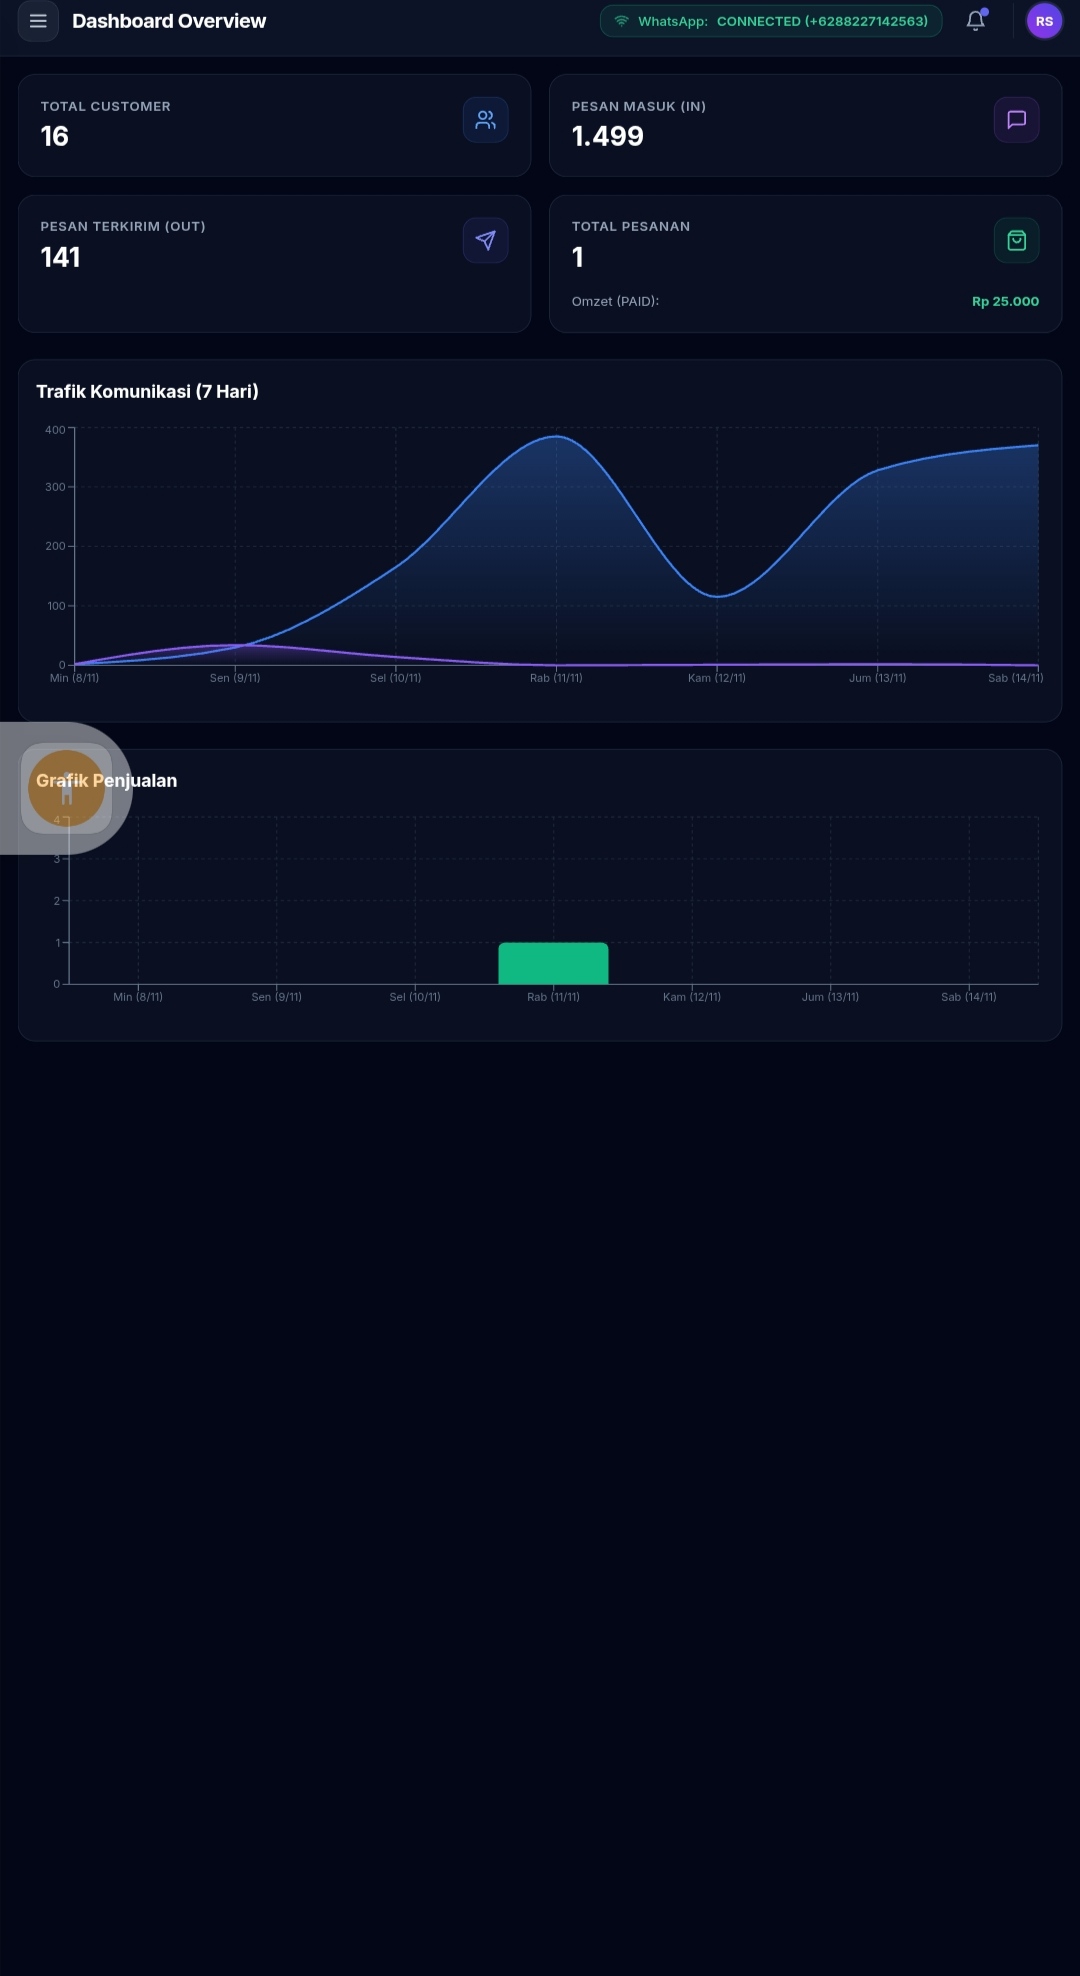 Dashboard Overview
WhatsApp: CONNECTED (+6288227142563)
RS
TOTAL CUSTOMER
16
PESAN MASUK (IN)
1.499
PESAN TERKIRIM (OUT)
141
TOTAL PESANAN
1
Omzet (PAID):
Rp 25.000
Trafik Komunikasi (7 Hari)
400
300
200
100
0
Min (8/11)
Sen (9/11)
Sel (10/11)
Rab (11/11)
Kam (12/11)
Jum (13/11)
Sab (14/11)
Grafik Penjualan
4
3
2
1
0
Min (8/11)
Sen (9/11)
Sel (10/11)
Rab (11/11)
Kam (12/11)
Jum (13/11)
Sab (14/11)